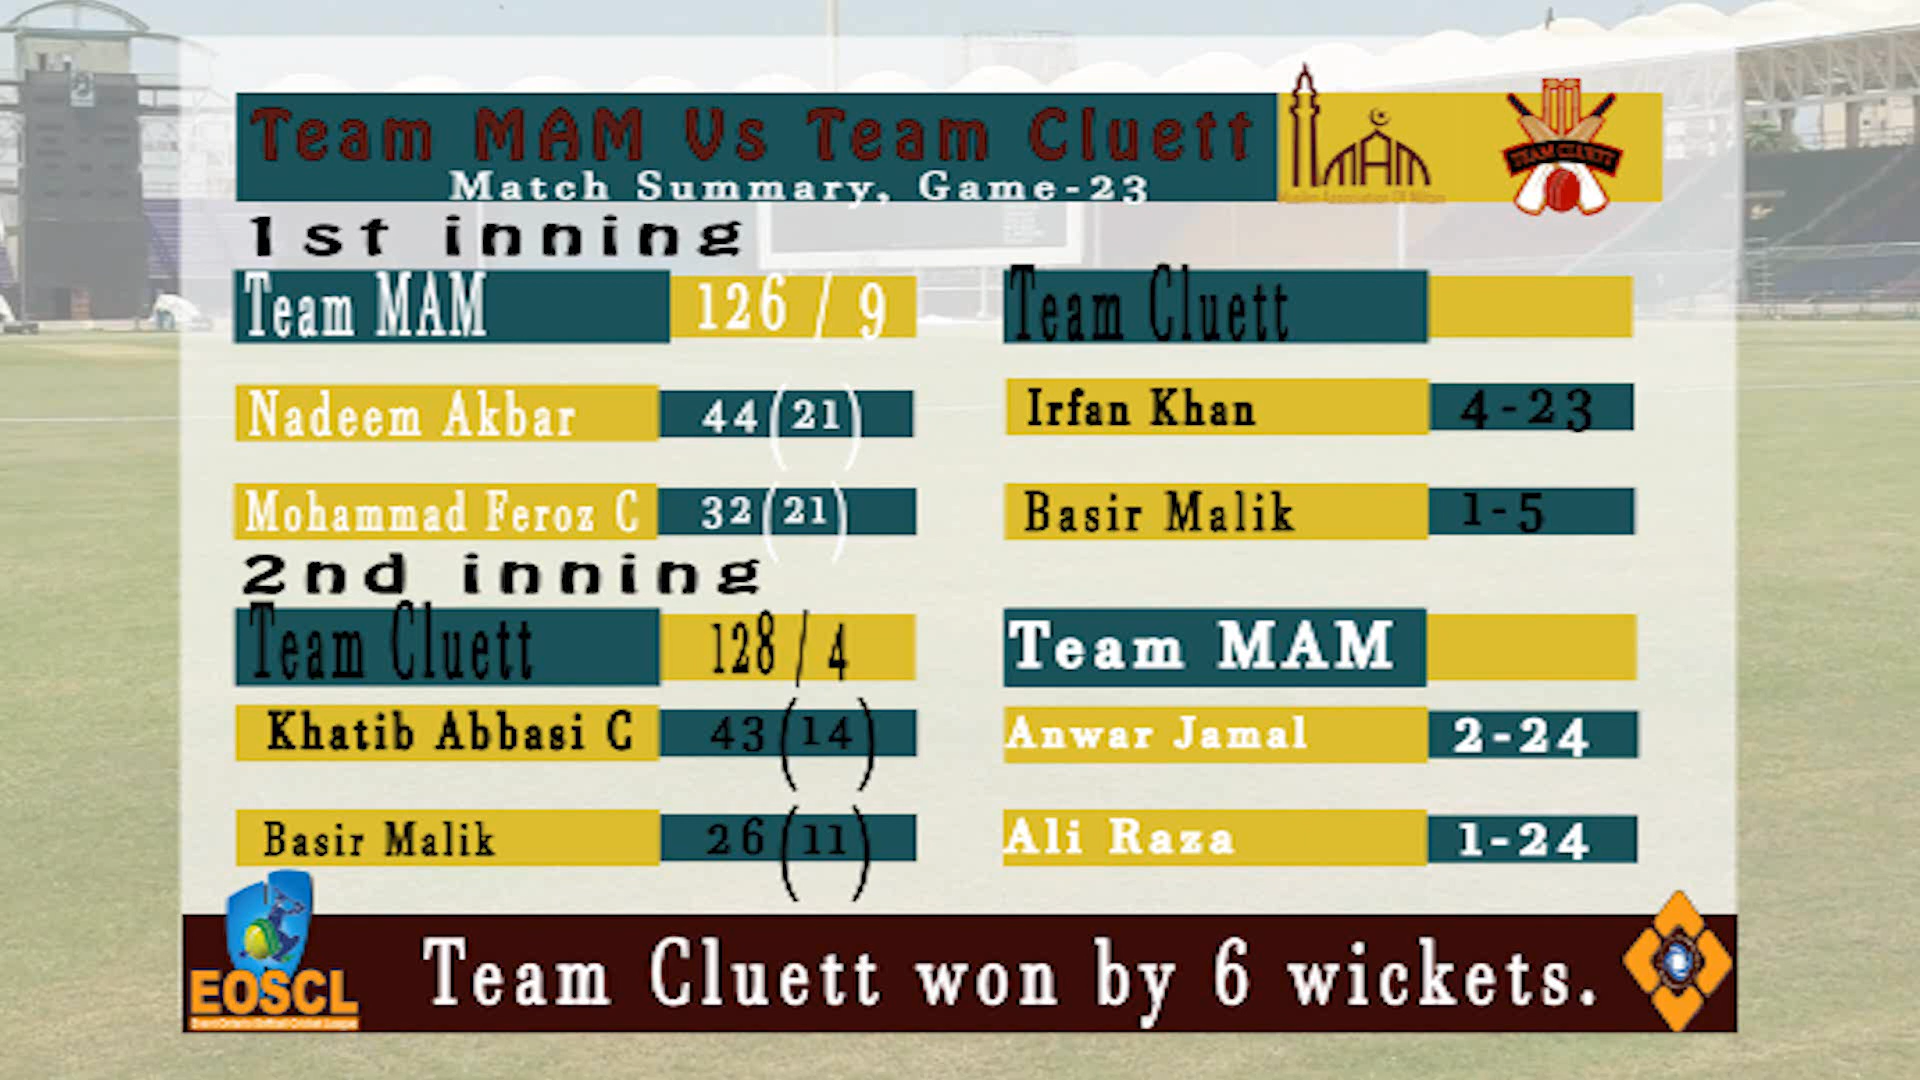 Team MAM Vs Team Cluett
Match Summary, Game-23
MAM
TEAM CLUETT
1st inning
Team MAM 126 / 9
Team Cluett
Nadeem Akbar 44(21)
Irfan Khan 4-23
Mohammad Feroz C 32(21)
Basir Malik 1-5
2nd inning
Team Cluett 128 / 4
Team MAM
Khatib Abbasi C 43(14)
Anwar Jamal 2-24
Basir Malik 26(11)
Ali Raza 1-24
EOSCL
Team Cluett won by 6 wickets.